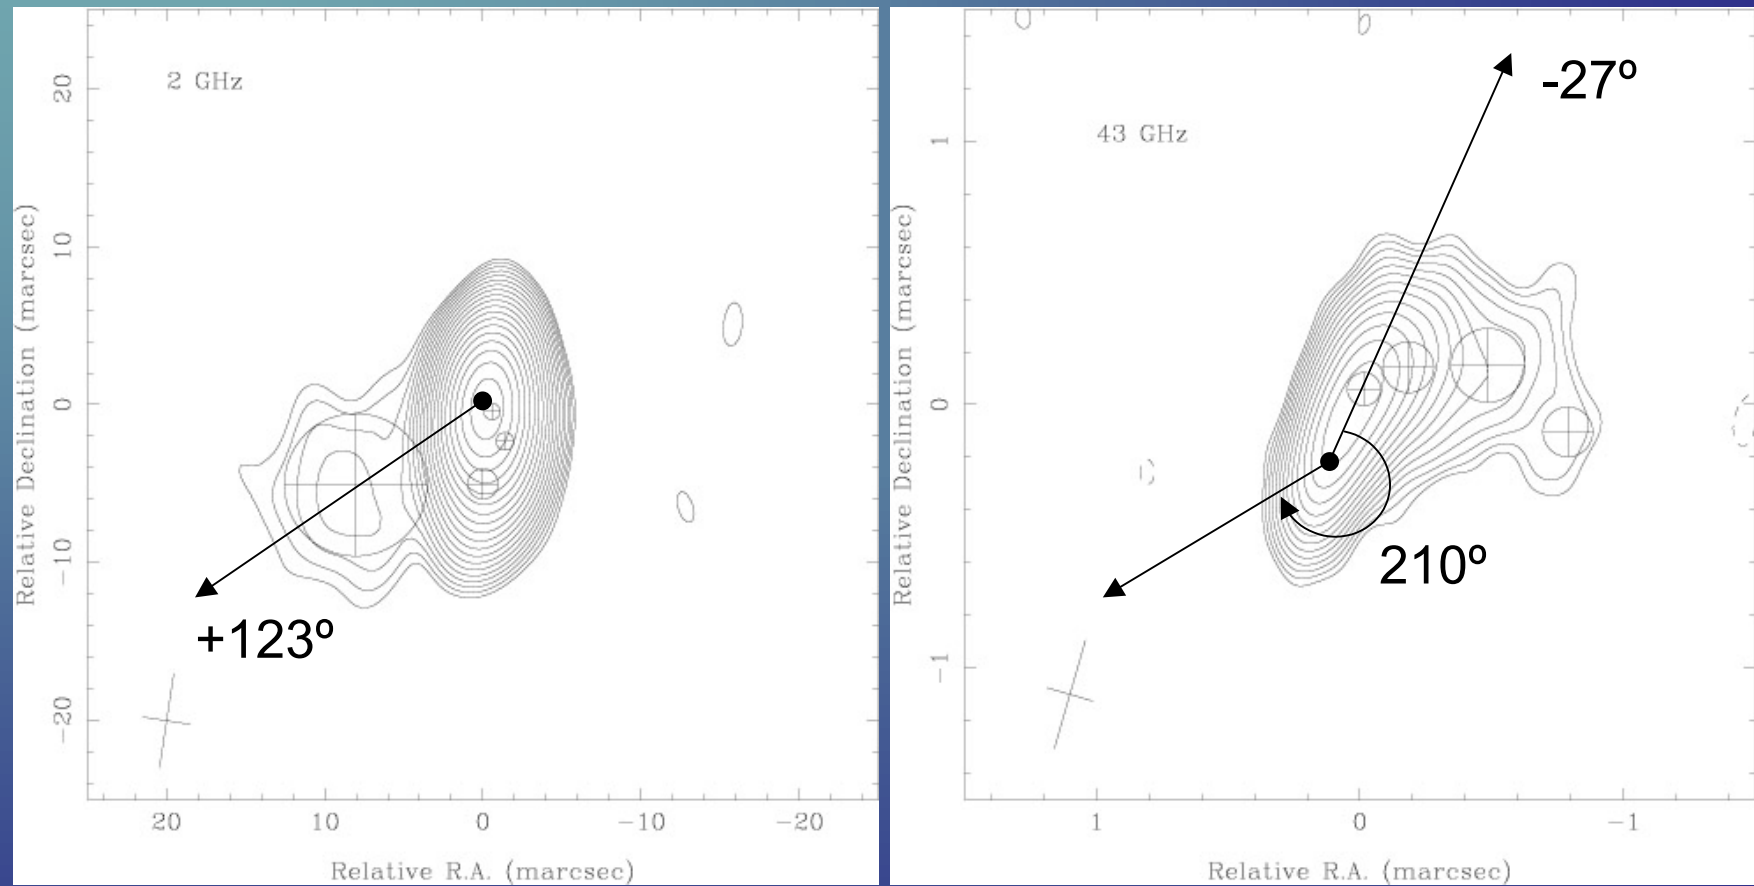 2 GHz
20
10
0
−10
−20
Relative Declination (marcsec)
+123º
20 10 0 −10 −20
Relative R.A. (marcsec)
43 GHz
-27º
1
0
−1
Relative Declination (marcsec)
210º
1 0 −1
Relative R.A. (marcsec)